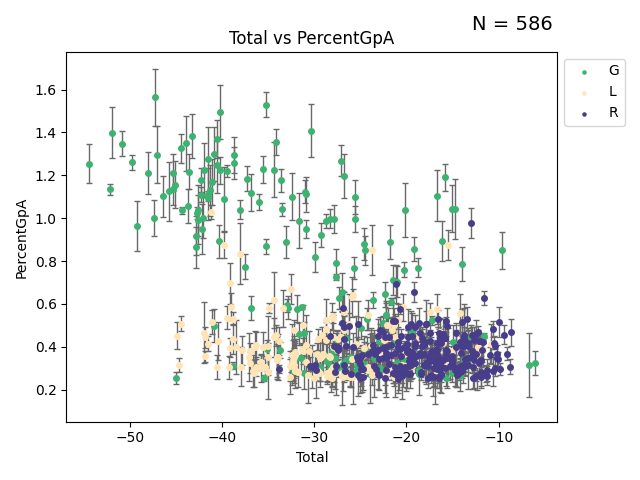 N = 586
Total vs PercentGpA
G
L
R
PercentGpA
1.6
1.4
1.2
1.0
0.8
0.6
0.4
0.2
−50
−40
−30
−20
−10
Total